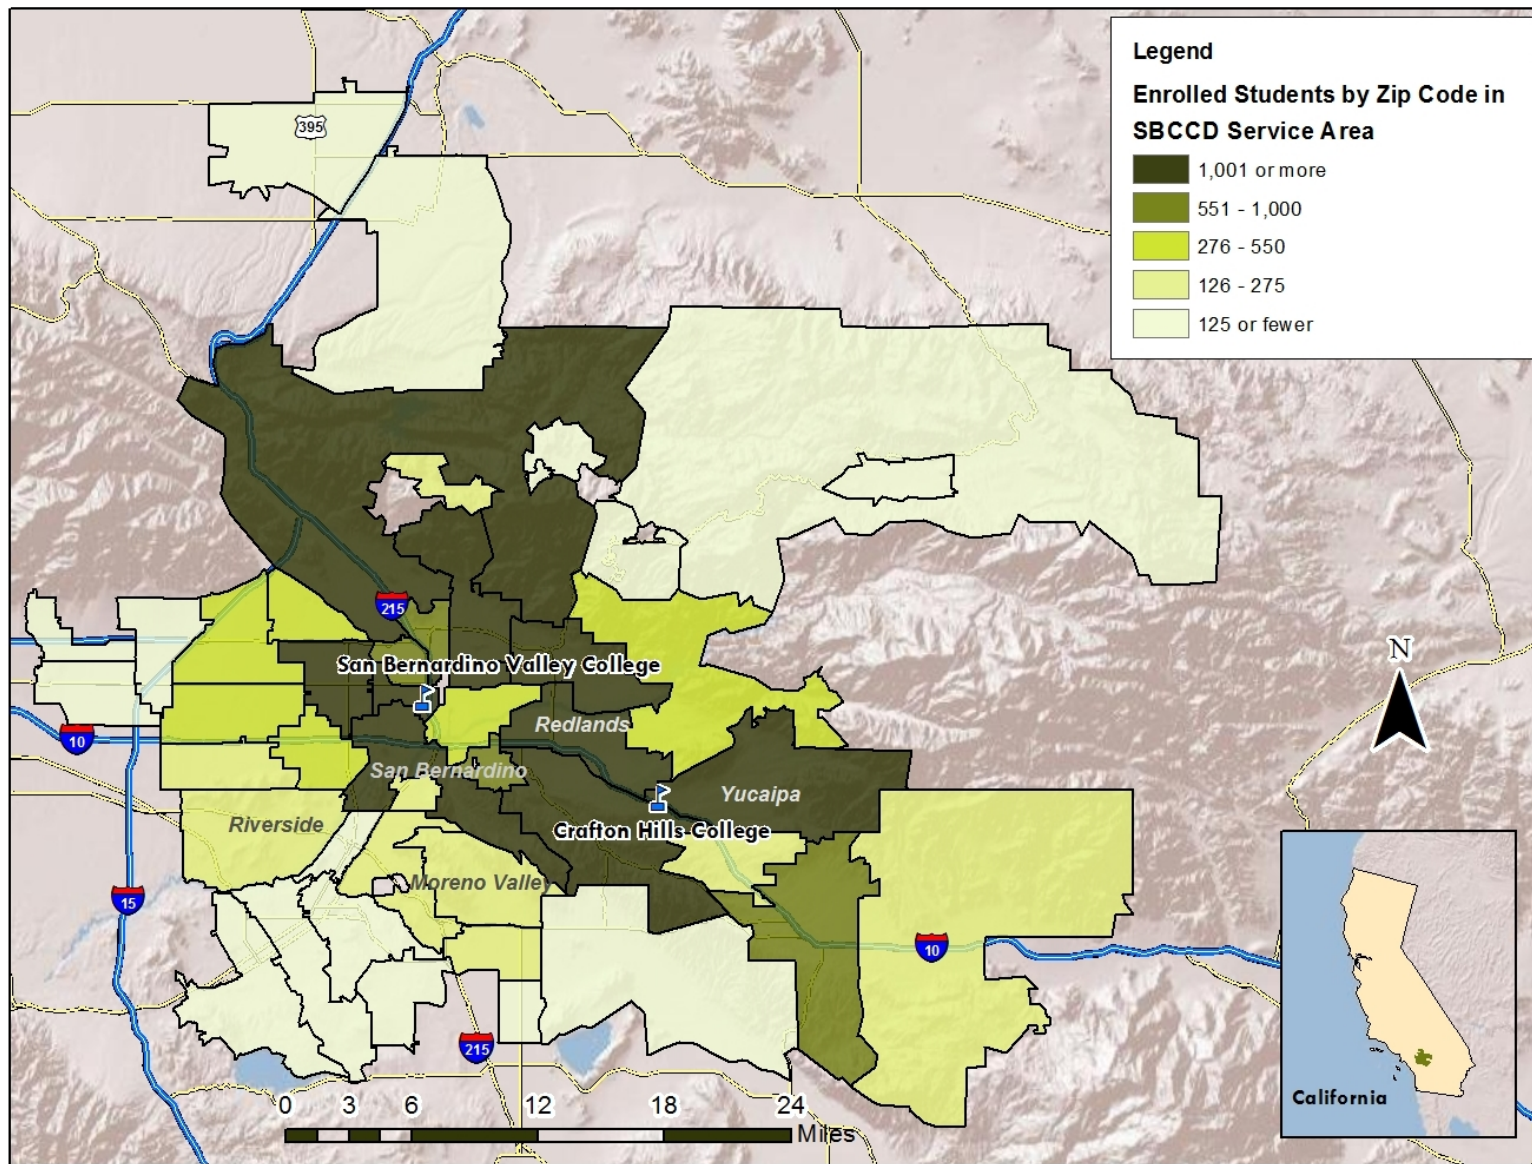 Legend
Enrolled Students by Zip Code in
SBCCD Service Area
1,001 or more
551 - 1,000
276 - 550
126 - 275
125 or fewer
395
215
San Bernardino Valley College
Redlands
10
San Bernardino
Yucaipa
Riverside
Crafton Hills College
Moreno Valley
15
10
215
N
0 3 6 12 18 24
Miles
California